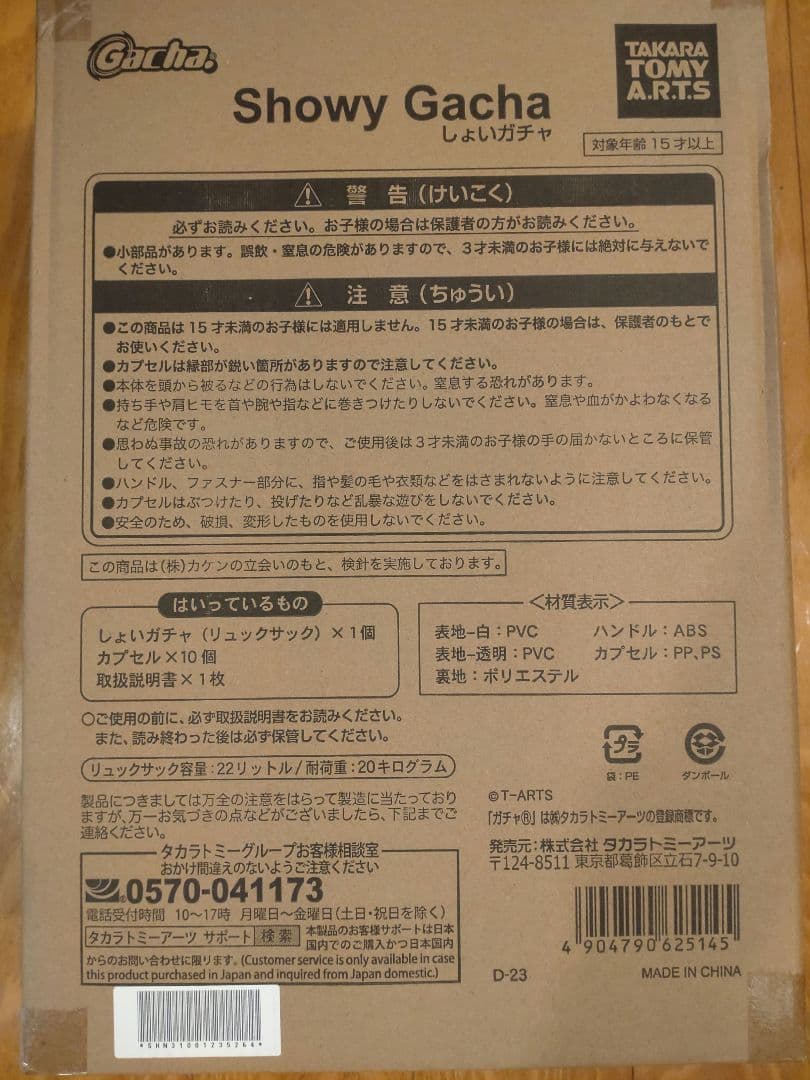 Gacha®
TAKARA
TOMY
A.R.T.S
Showy Gacha
しょいガチャ
対象年齢15才以上
警 告(けいこく)
必ずお読みください。お子様の場合は保護者の方がお読みください。
●小部品があります。誤飲・窒息の危険がありますので、3才未満のお子様には絶対に与えないで
ください。
注 意(ちゅうい)
●この商品は15才未満のお子様には適用しません。15才未満のお子様の場合は、保護者のもとで
お使いください。
●カプセルは縁部が鋭い箇所がありますので注意してください。
●本体を頭から被るなどの行為はしないでください。窒息する恐れがあります。
●持ち手や肩ヒモを首や腕や指などに巻きつけたりしないでください。窒息や血がかよわなくなる
など危険です。
●思わぬ事故の恐れがありますので、ご使用後は3才未満のお子様の手の届かないところに保管
してください。
●ハンドル、ファスナー部分に、指や髪の毛や衣類などをはさまれないように注意してください。
●カプセルはぶつけたり、投げたりなど乱暴な遊びをしないでください。
●安全のため、破損、変形したものを使用しないでください。
この商品は(株)カケンの立会いのもと、検針を実施しております。
はいっているもの
しょいガチャ(リュックサック)×1個
カプセル×10個
取扱説明書×1枚
<材質表示>
表地-白:PVC ハンドル:ABS
表地-透明:PVC カプセル:PP、PS
裏地:ポリエステル
○ご使用の前に、必ず取扱説明書をお読みください。
また、読み終わった後は必ず保管してください。
リュックサック容量:22リットル/耐荷重:20キログラム
プラ
袋:PE
ダンボール
製品につきましては万全の注意をはらって製造に当たっており
ますが、万一お気づきの点などがございましたら、下記までご
連絡ください。
タカラトミーグループお客様相談室
おかけ間違えのないようご注意ください
0570-041173
電話受付時間 10〜17時 月曜日〜金曜日(土日・祝日を除く)
タカラトミーアーツ サポート 検索
本製品のお客様サポートは日本
国内でのご購入かつ日本国内
からのお問い合わせに限ります。(Customer service is only available in case
this product purchased in Japan and inquired from Japan domestic.)
©T-ARTS
「ガチャ®」は㈱タカラトミーアーツの登録商標です。
発売元:株式会社 タカラトミーアーツ
〒124-8511 東京都葛飾区立石7-9-10
4 904790 625145
D-23
MADE IN CHINA
*SHN31001235264*